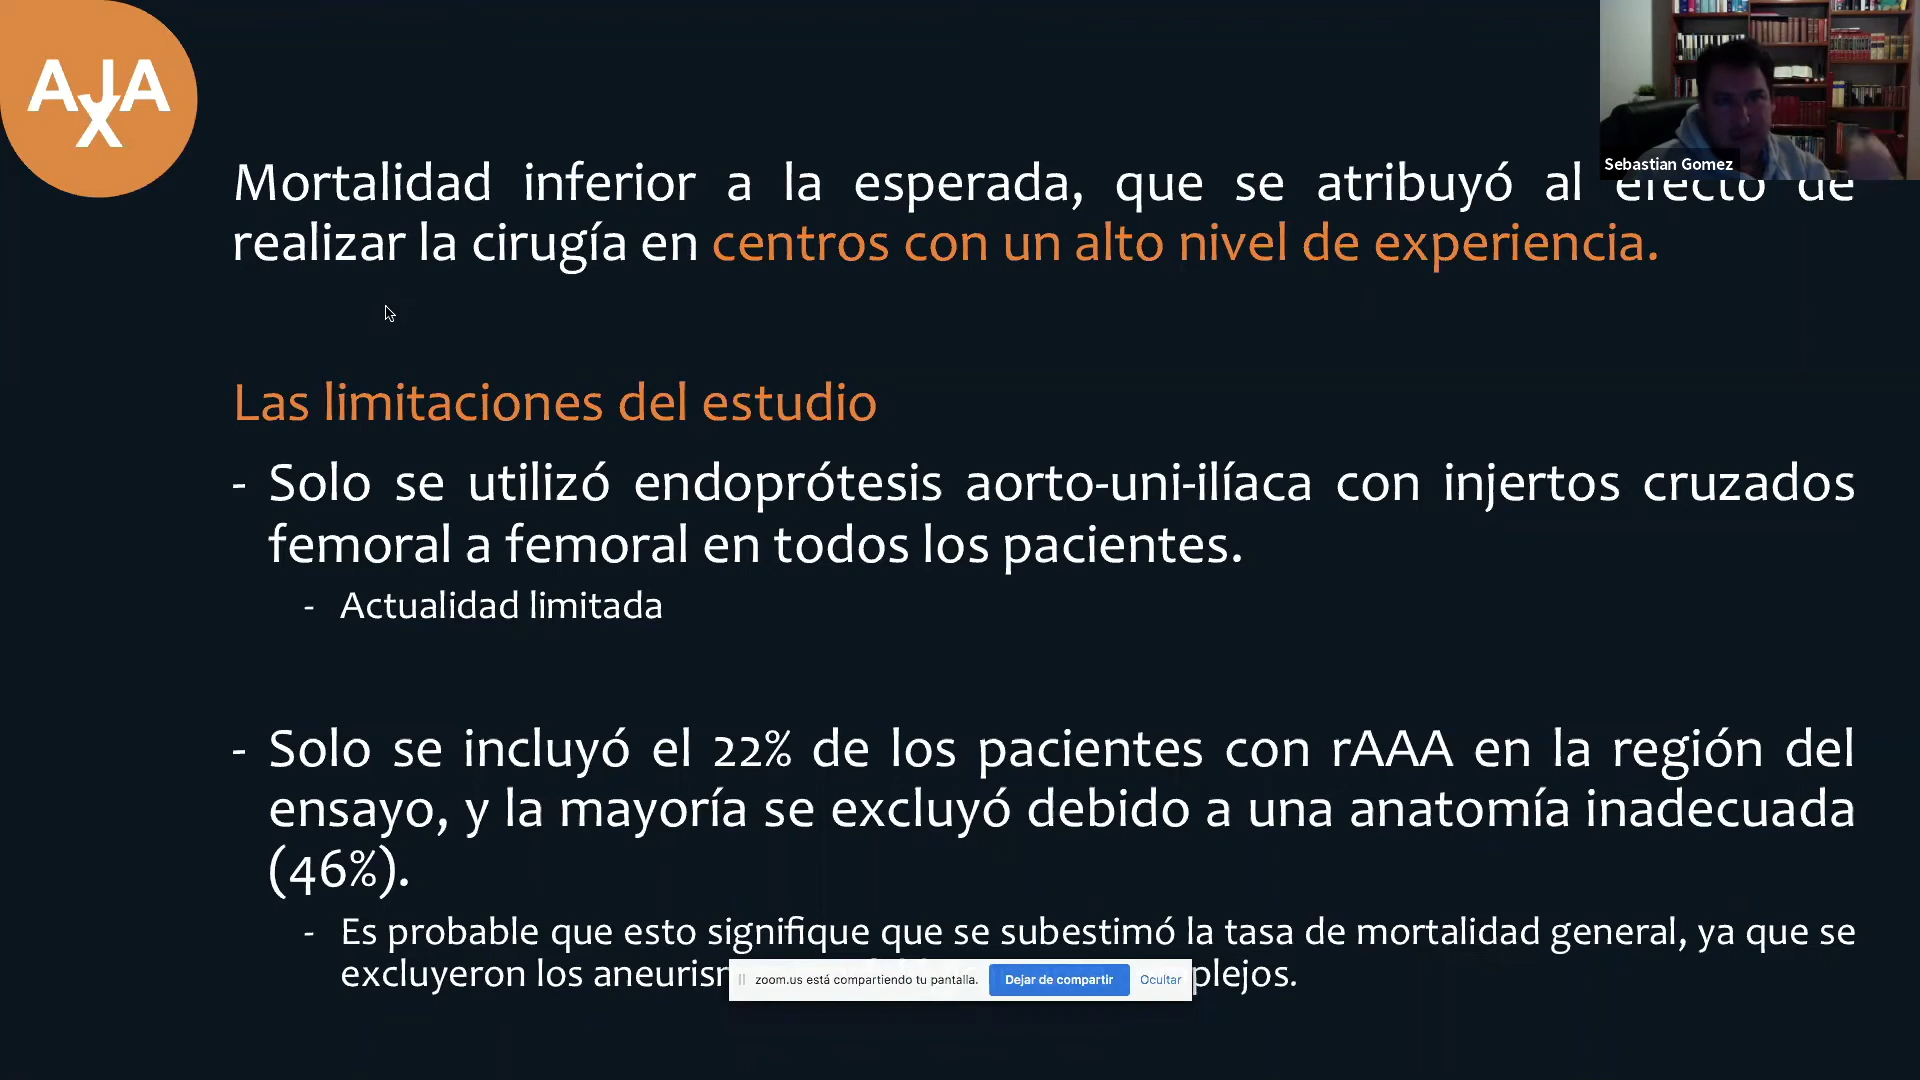 AJAX
Sebastian Gomez
Mortalidad inferior a la esperada, que se atribuyó al efecto de
realizar la cirugía en centros con un alto nivel de experiencia.
Las limitaciones del estudio
- Solo se utilizó endoprótesis aorto-uni-ilíaca con injertos cruzados
femoral a femoral en todos los pacientes.
- Actualidad limitada
- Solo se incluyó el 22% de los pacientes con rAAA en la región del
ensayo, y la mayoría se excluyó debido a una anatomía inadecuada
(46%).
- Es probable que esto signifique que se subestimó la tasa de mortalidad general, ya que se
excluyeron los plejos.
zoom.us está compartiendo tu pantalla. Dejar de compartir Ocultar